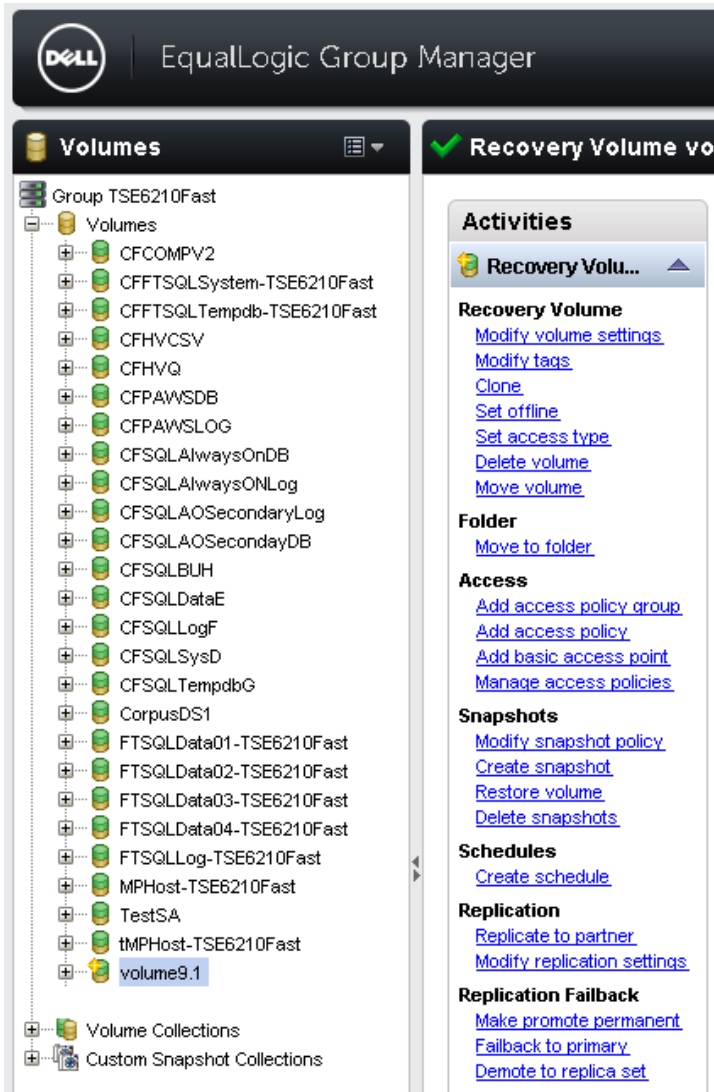 DELL
EqualLogic Group Manager
Volumes
Group TSE6210Fast
Volumes
CFCOMPV2
CFFTSQLSystem-TSE6210Fast
CFFTSQLTempdb-TSE6210Fast
CFHVCSV
CFHVQ
CFPAWSDB
CFPAWSLOG
CFSQLAlwaysOnDB
CFSQLAlwaysONLog
CFSQLAOSecondaryLog
CFSQLAOSecondayDB
CFSQLBUH
CFSQLDataE
CFSQLLogF
CFSQLSysD
CFSQLTempdbG
CorpusDS1
FTSQLData01-TSE6210Fast
FTSQLData02-TSE6210Fast
FTSQLData03-TSE6210Fast
FTSQLData04-TSE6210Fast
FTSQLLog-TSE6210Fast
MPHost-TSE6210Fast
TestSA
tMPHost-TSE6210Fast
volume9.1
Volume Collections
Custom Snapshot Collections
Recovery Volume vo
Activities
Recovery Volu...
Recovery Volume
Modify volume settings
Modify tags
Clone
Set offline
Set access type
Delete volume
Move volume
Folder
Move to folder
Access
Add access policy group
Add access policy
Add basic access point
Manage access policies
Snapshots
Modify snapshot policy
Create snapshot
Restore volume
Delete snapshots
Schedules
Create schedule
Replication
Replicate to partner
Modify replication settings
Replication Failback
Make promote permanent
Failback to primary
Demote to replica set